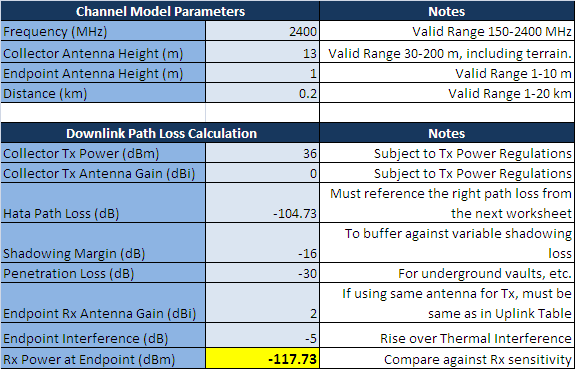 Channel Model Parameters Notes
Frequency (MHz) 2400 Valid Range 150-2400 MHz
Collector Antenna Height (m) 13 Valid Range 30-200 m, including terrain.
Endpoint Antenna Height (m) 1 Valid Range 1-10 m
Distance (km) 0.2 Valid Range 1-20 km
Downlink Path Loss Calculation Notes
Collector Tx Power (dBm) 36 Subject to Tx Power Regulations
Collector Tx Antenna Gain (dBi) 0 Subject to Tx Power Regulations
Hata Path Loss (dB) -104.73 Must reference the right path loss from
the next worksheet
Shadowing Margin (dB) -16 To buffer against variable shadowing
loss
Penetration Loss (dB) -30 For underground vaults, etc.
Endpoint Rx Antenna Gain (dBi) 2 If using same antenna for Tx, must be
same as in Uplink Table
Endpoint Interference (dB) -5 Rise over Thermal Interference
Rx Power at Endpoint (dBm) -117.73 Compare against Rx sensitivity